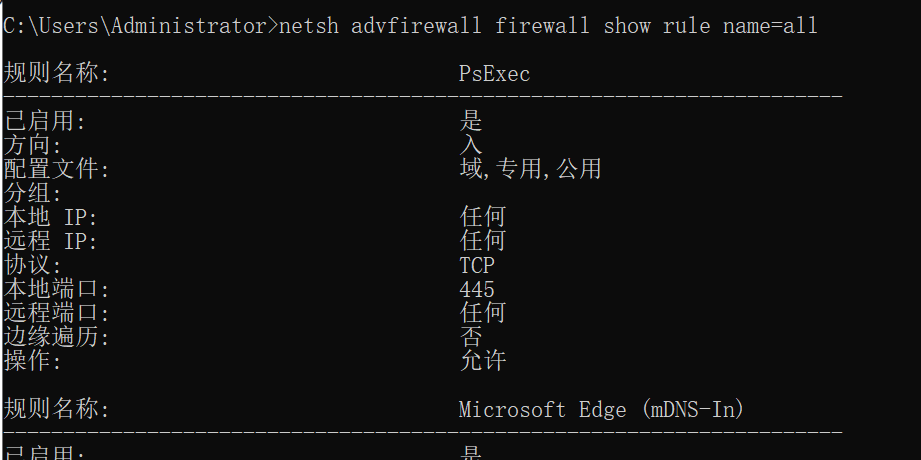 C:\Users\Administrator>netsh advfirewall firewall show rule name=all
规则名称: PsExec
----------------------------------------------------------------------
已启用: 是
方向: 入
配置文件: 域,专用,公用
分组:
本地 IP: 任何
远程 IP: 任何
协议: TCP
本地端口: 445
远程端口: 任何
边缘遍历: 否
操作: 允许
规则名称: Microsoft Edge (mDNS-In)
----------------------------------------------------------------------
已启用: 是